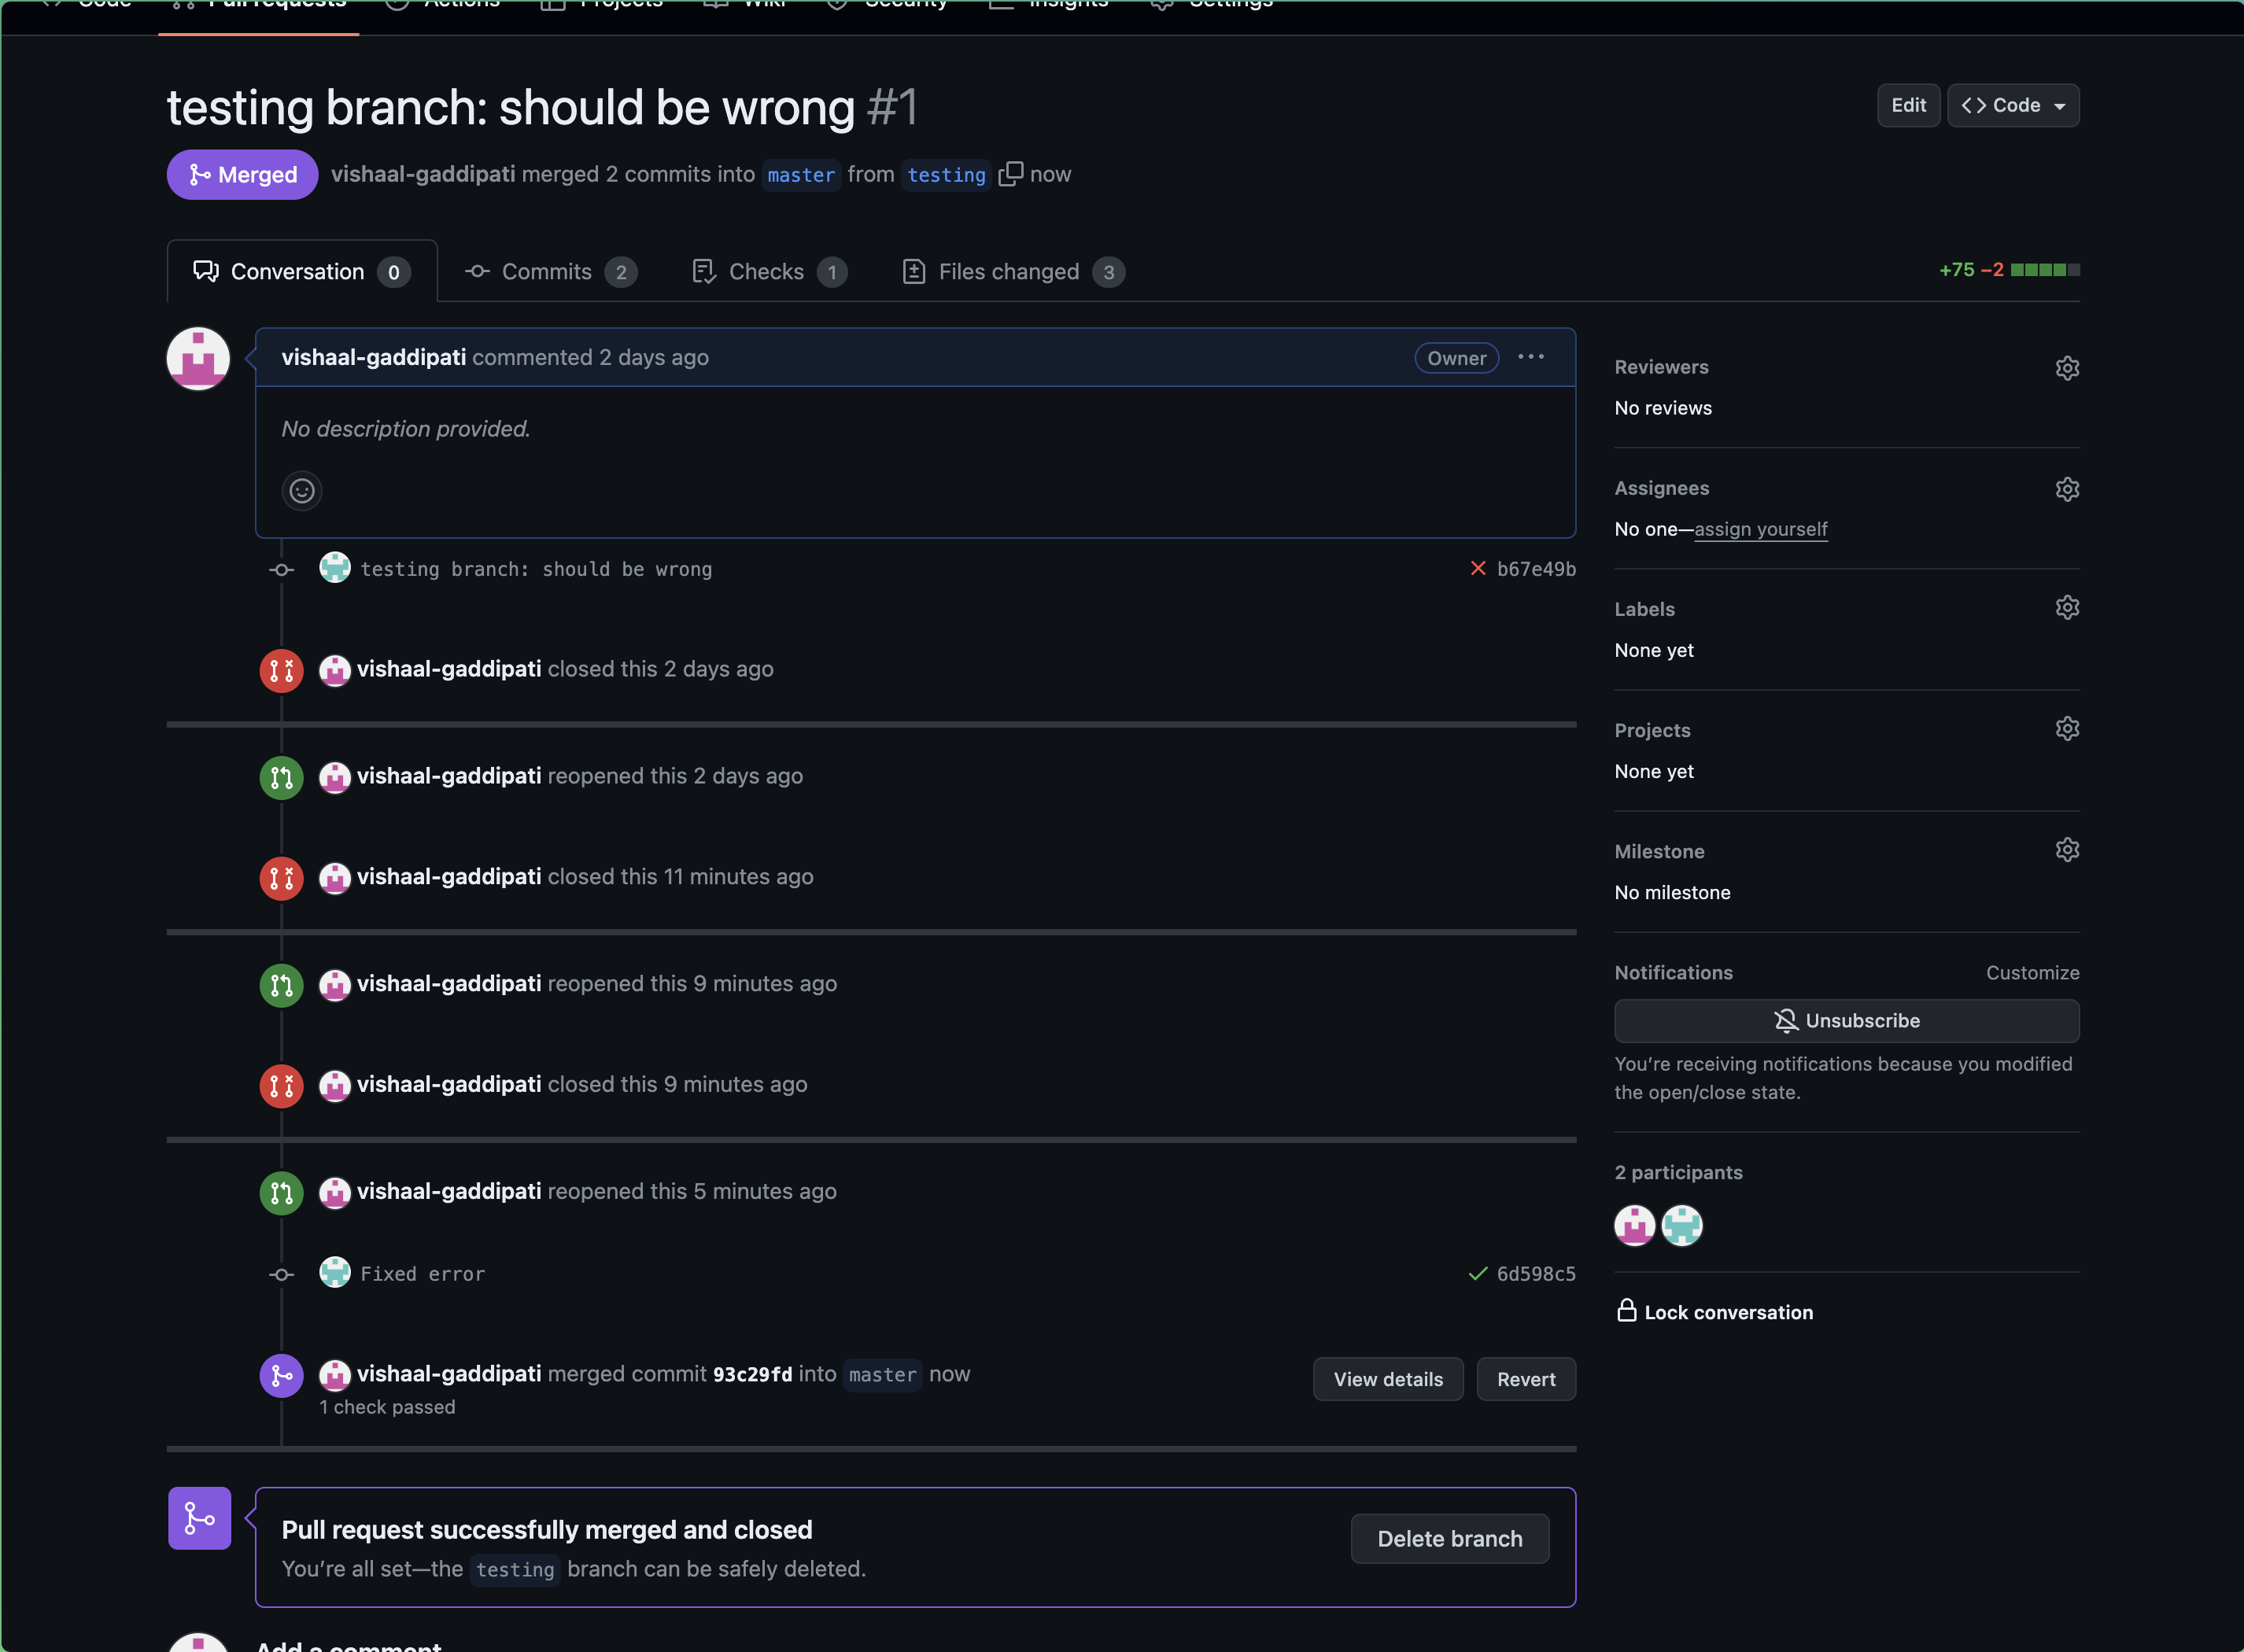 Code Pull requests Actions Projects Wiki Security Insights Settings
testing branch: should be wrong #1
Edit
Code
Merged
vishaal-gaddipati merged 2 commits into master from testing now
Conversation 0
Commits 2
Checks 1
Files changed 3
+75 −2
vishaal-gaddipati commented 2 days ago
Owner
No description provided.
testing branch: should be wrong
b67e49b
vishaal-gaddipati closed this 2 days ago
vishaal-gaddipati reopened this 2 days ago
vishaal-gaddipati closed this 11 minutes ago
vishaal-gaddipati reopened this 9 minutes ago
vishaal-gaddipati closed this 9 minutes ago
vishaal-gaddipati reopened this 5 minutes ago
Fixed error
6d598c5
vishaal-gaddipati merged commit 93c29fd into master now
1 check passed
View details
Revert
Pull request successfully merged and closed
You’re all set—the testing branch can be safely deleted.
Delete branch
Add a comment
Reviewers
No reviews
Assignees
No one—assign yourself
Labels
None yet
Projects
None yet
Milestone
No milestone
Notifications
Customize
Unsubscribe
You’re receiving notifications because you modified
the open/close state.
2 participants
Lock conversation